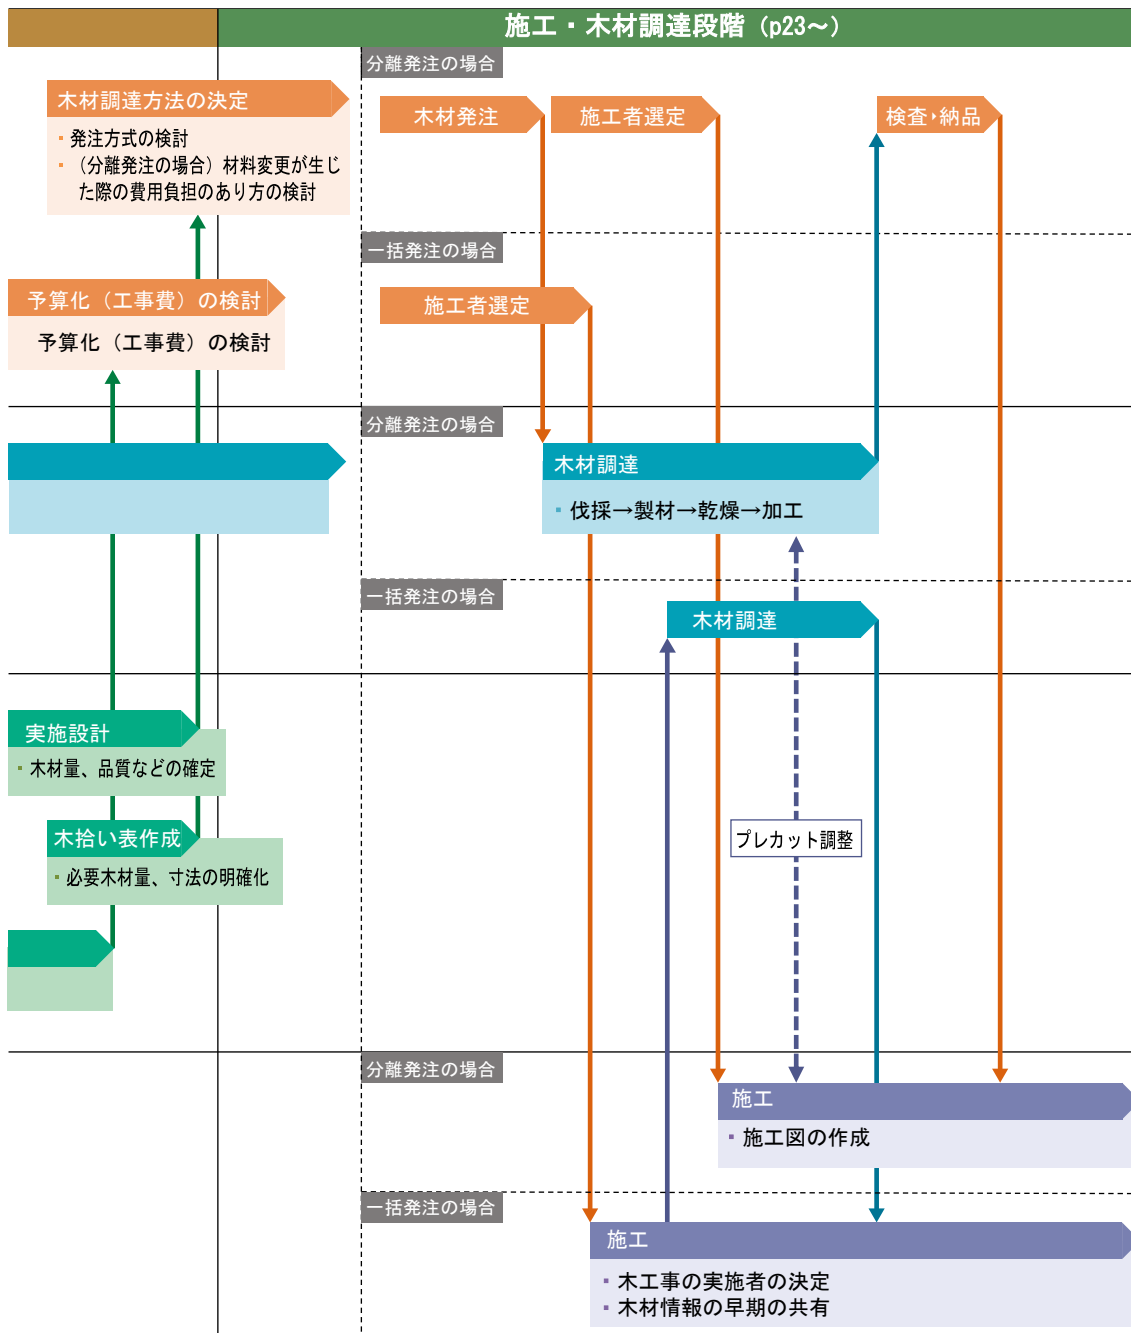 施工・木材調達段階（p23～）
分離発注の場合
木材調達方法の決定
・発注方式の検討
・（分離発注の場合）材料変更が生じ
た際の費用負担のあり方の検討
木材発注
施工者選定
検査・納品
一括発注の場合
予算化（工事費）の検討
予算化（工事費）の検討
施工者選定
分離発注の場合
木材調達
・伐採→製材→乾燥→加工
一括発注の場合
木材調達
実施設計
・木材量、品質などの確定
木拾い表作成
・必要木材量、寸法の明確化
プレカット調整
分離発注の場合
施工
・施工図の作成
一括発注の場合
施工
・木工事の実施者の決定
・木材情報の早期の共有